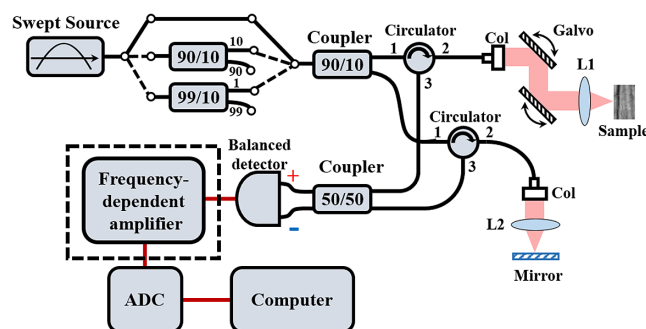 Swept Source
90/10
10
90
99/10
1
99
Coupler
90/10
Circulator
1
2
3
Col
Galvo
L1
Sample
Circulator
1
2
3
Col
L2
Mirror
Balanced
detector
+
-
Coupler
50/50
Frequency-
dependent
amplifier
ADC
Computer